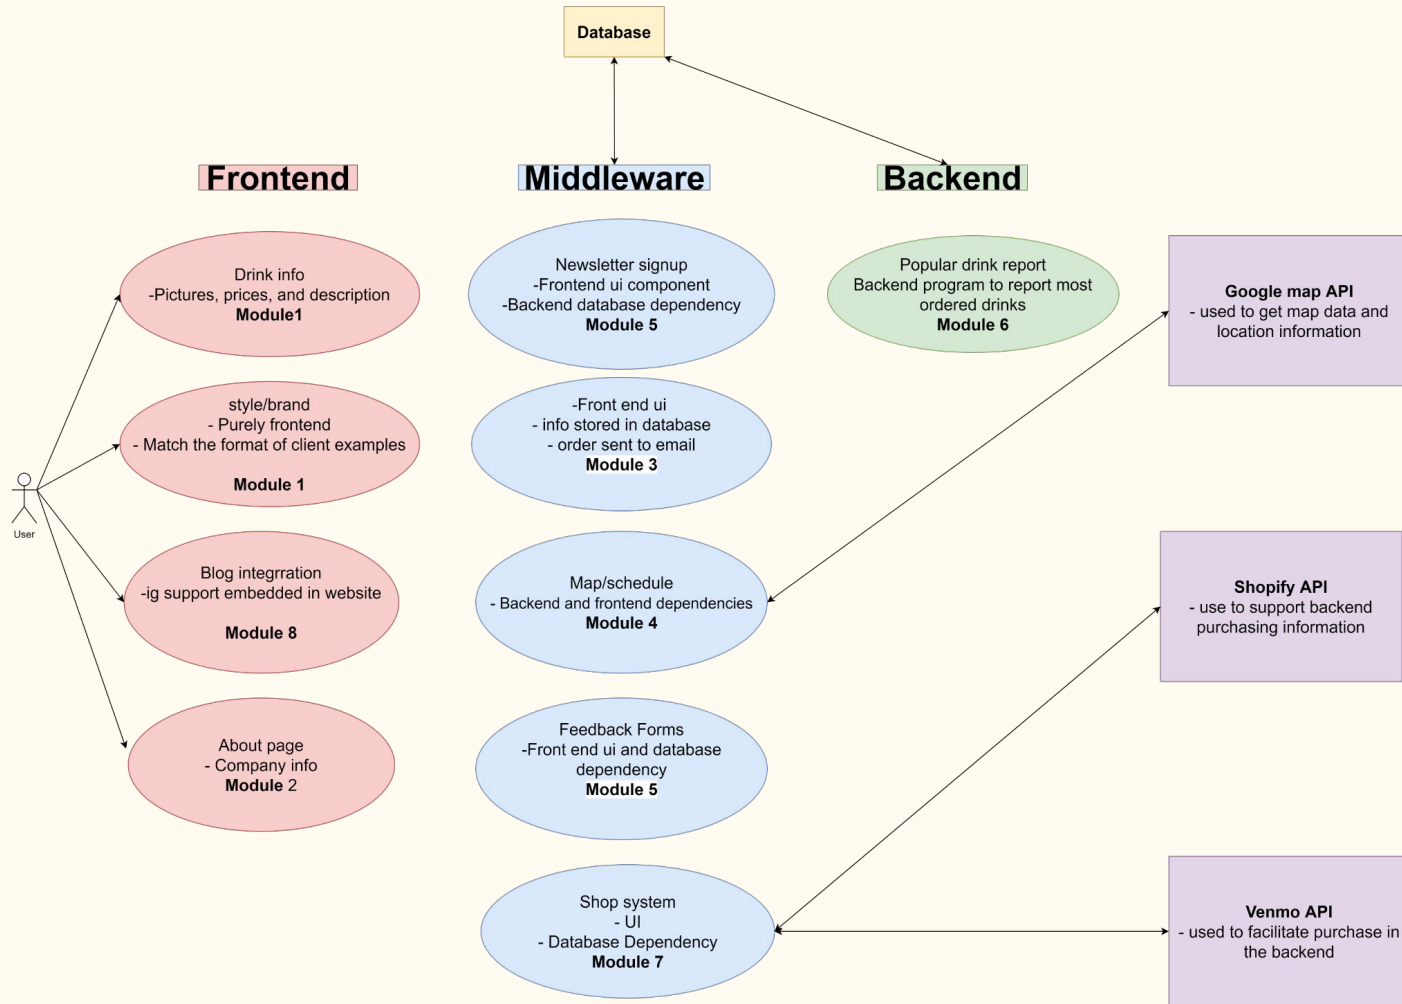 Database
Frontend
Middleware
Backend
Drink info
-Pictures, prices, and description
Module1
style/brand
- Purely frontend
- Match the format of client examples
Module 1
User
Blog integrration
-ig support embedded in website
Module 8
About page
- Company info
Module 2
Newsletter signup
-Frontend ui component
-Backend database dependency
Module 5
-Front end ui
- info stored in database
- order sent to email
Module 3
Map/schedule
- Backend and frontend dependencies
Module 4
Feedback Forms
-Front end ui and database
dependency
Module 5
Shop system
- UI
- Database Dependency
Module 7
Popular drink report
Backend program to report most
ordered drinks
Module 6
Google map API
- used to get map data and
location information
Shopify API
- use to support backend
purchasing information
Venmo API
- used to facilitate purchase in
the backend